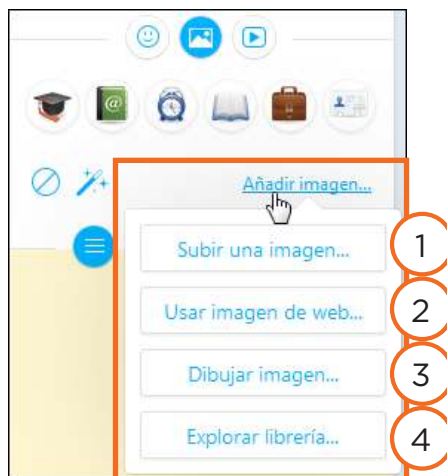 @
Añadir imagen...
Subir una imagen...
1
Usar imagen de web...
2
Dibujar imagen...
3
Explorar librería...
4